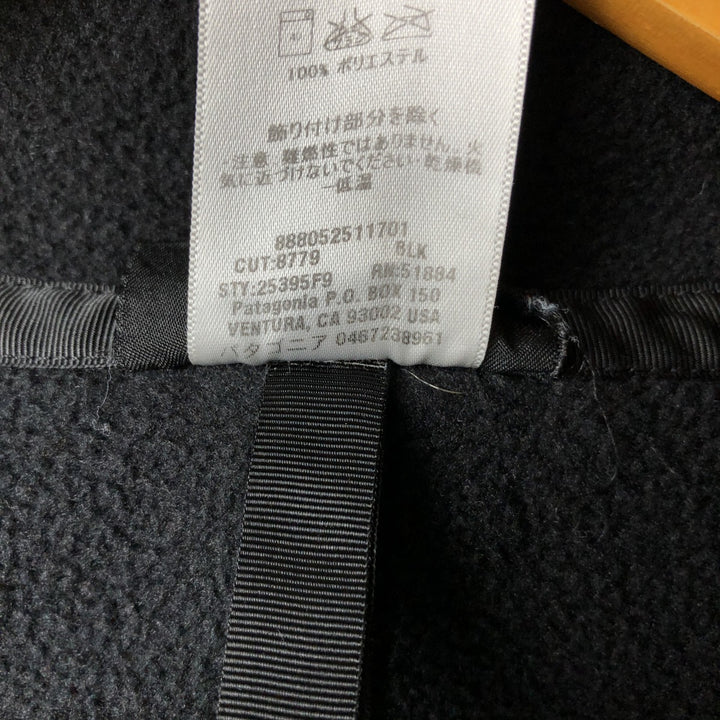 100% ポリエステル
飾り付け部分を除く
-注意 難燃性ではありません。火
気に近づけないでください・乾燥機
-低温
888052511701
CUT:8779 BLK
STY:25395F9 RN:51884
Patagonia P.O. BOX 150
VENTURA, CA 93002 USA
パタゴニア 0467238961